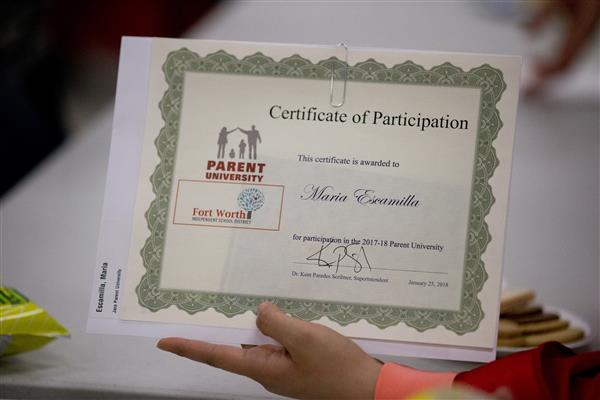 Certificate of Participation
PARENT
UNIVERSITY
Fort Worth
INDEPENDENT SCHOOL DISTRICT
This certificate is awarded to
Maria Escamilla
for participation in the 2017-18 Parent University
Dr. Kent Paredes Scribner, Superintendent
January 25, 2018
Escamilla, Maria